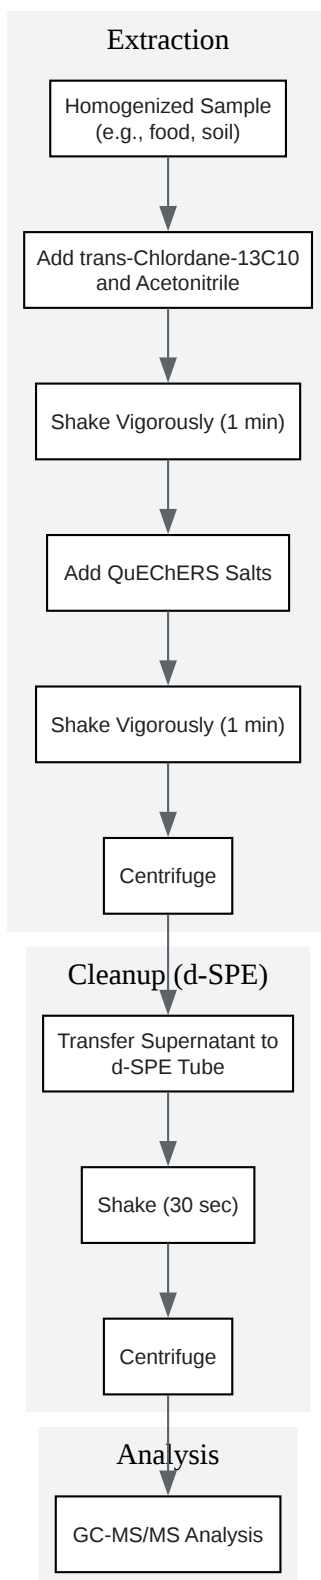 Extraction
Homogenized Sample
(e.g., food, soil)
Add trans-Chlordane-13C10
and Acetonitrile
Shake Vigorously (1 min)
Add QuEChERS Salts
Shake Vigorously (1 min)
Centrifuge
Cleanup (d-SPE)
Transfer Supernatant to
d-SPE Tube
Shake (30 sec)
Centrifuge
Analysis
GC-MS/MS Analysis